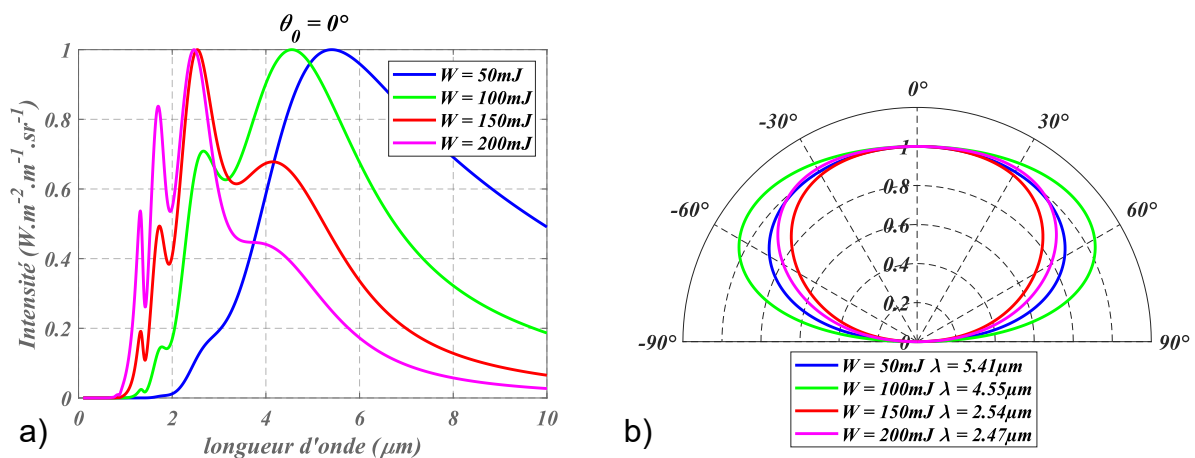 θ₀ = 0°
Intensité (W.m⁻².m⁻¹.sr⁻¹)
1
0.8
0.6
0.4
0.2
0
0 2 4 6 8 10
longueur d'onde (μm)
W = 50mJ
W = 100mJ
W = 150mJ
W = 200mJ
a)
0°
-30° 30°
-60° 60°
-90° 90°
1
0.8
0.6
0.4
0.2
0
W = 50mJ λ = 5.41μm
W = 100mJ λ = 4.55μm
W = 150mJ λ = 2.54μm
W = 200mJ λ = 2.47μm
b)